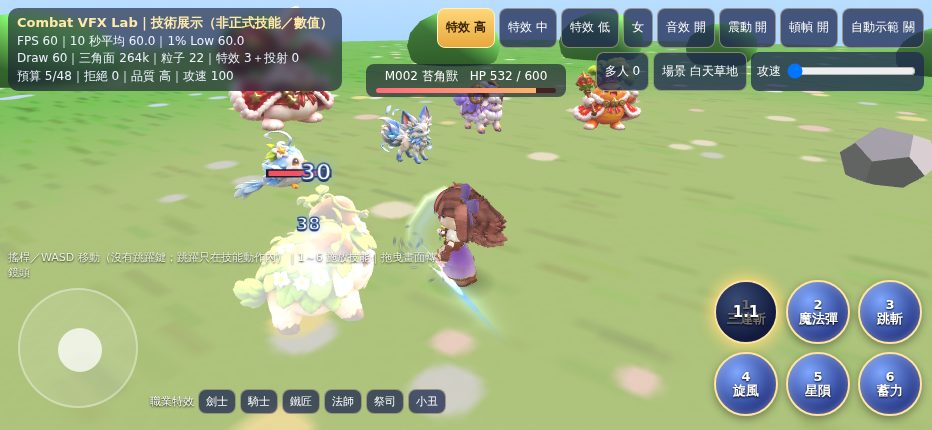 Combat VFX Lab｜技術展示（非正式技能／數值）
FPS 60｜10 秒平均 60.0｜1% Low 60.0
Draw 60｜三角面 264k｜粒子 22｜特效 3＋投射 0
預算 5/48｜拒絕 0｜品質 高｜攻速 100
特效 高
特效 中
特效 低
女
音效 開
震動 開
頓幀 開
自動示範 關
多人 0
場景 白天草地
攻速
M002 苔角獸 HP 532 / 600
30
38
搖桿／WASD 移動（沒有跳躍鍵；跳躍只在技能動作內）｜1～6 施放技能｜拖曳畫面轉
鏡頭
1.1
三連斬
2
魔法彈
3
跳斬
4
旋風
5
星隕
6
蓄力
職業特效
劍士
騎士
鐵匠
法師
祭司
小丑